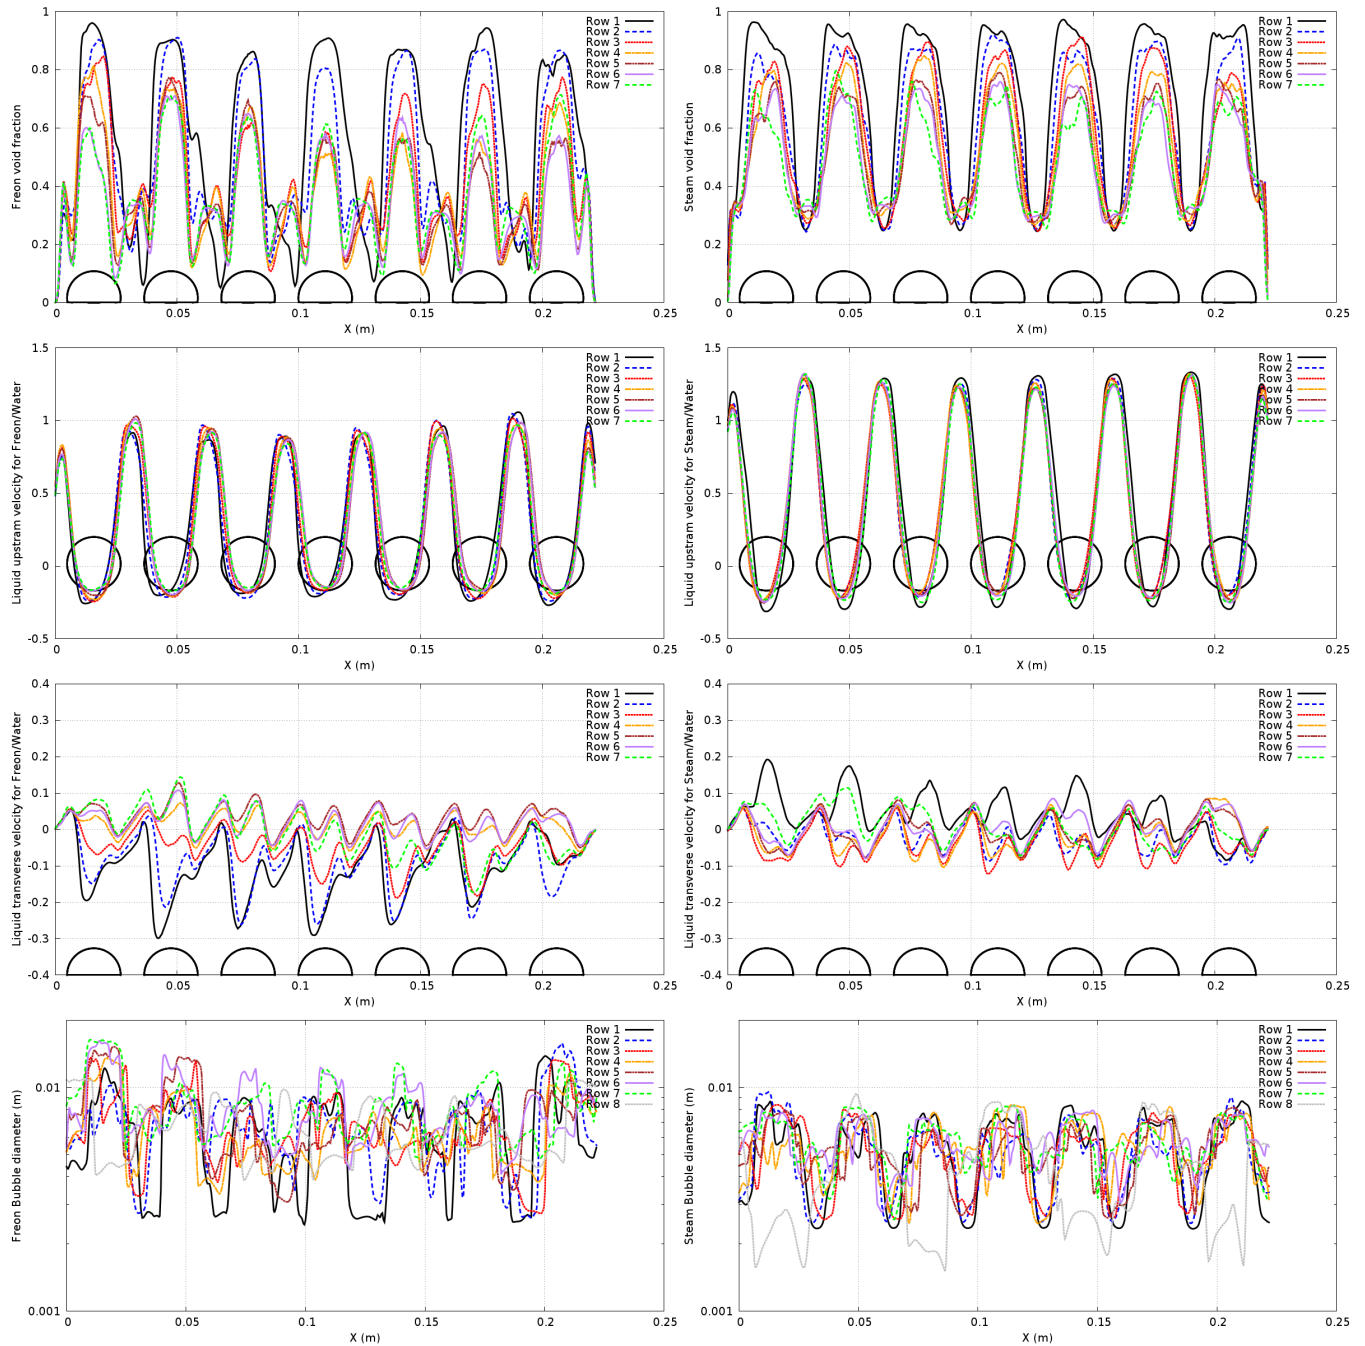 Freon void fraction
1
0.8
0.6
0.4
0.2
0
0
0.05
0.1
0.15
0.2
0.25
X (m)
Row 1
Row 2
Row 3
Row 4
Row 5
Row 6
Row 7
Steam void fraction
1
0.8
0.6
0.4
0.2
0
0
0.05
0.1
0.15
0.2
0.25
X (m)
Row 1
Row 2
Row 3
Row 4
Row 5
Row 6
Row 7
Liquid upstram velocity for Freon/Water
1.5
1
0.5
0
-0.5
0
0.05
0.1
0.15
0.2
0.25
X (m)
Row 1
Row 2
Row 3
Row 4
Row 5
Row 6
Row 7
Liquid upstram velocity for Steam/Water
1.5
1
0.5
0
-0.5
0
0.05
0.1
0.15
0.2
0.25
X (m)
Row 1
Row 2
Row 3
Row 4
Row 5
Row 6
Row 7
Liquid transverse velocity for Freon/Water
0.4
0.3
0.2
0.1
0
-0.1
-0.2
-0.3
-0.4
0
0.05
0.1
0.15
0.2
0.25
X (m)
Row 1
Row 2
Row 3
Row 4
Row 5
Row 6
Row 7
Liquid transverse velocity for Steam/Water
0.4
0.3
0.2
0.1
0
-0.1
-0.2
-0.3
-0.4
0
0.05
0.1
0.15
0.2
0.25
X (m)
Row 1
Row 2
Row 3
Row 4
Row 5
Row 6
Row 7
Freon Bubble diameter (m)
0.01
0.001
0
0.05
0.1
0.15
0.2
0.25
X (m)
Row 1
Row 2
Row 3
Row 4
Row 5
Row 6
Row 7
Row 8
Steam Bubble diameter (m)
0.01
0.001
0
0.05
0.1
0.15
0.2
0.25
X (m)
Row 1
Row 2
Row 3
Row 4
Row 5
Row 6
Row 7
Row 8